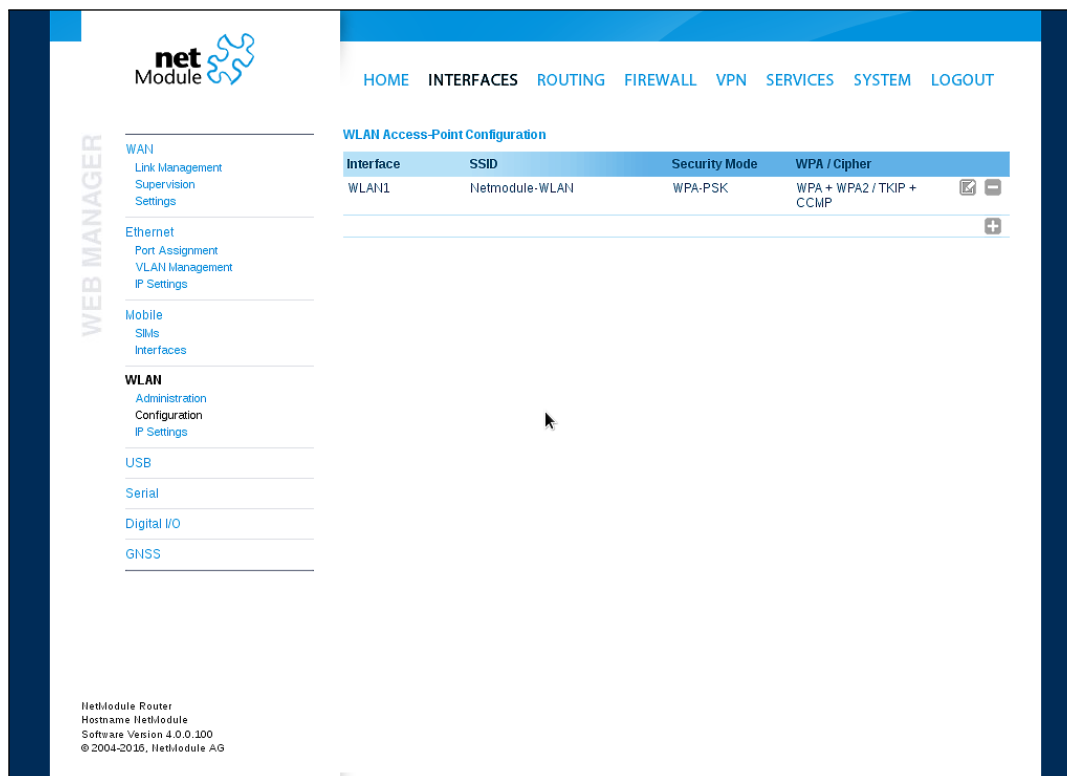 net
Module
HOME INTERFACES ROUTING FIREWALL VPN SERVICES SYSTEM LOGOUT
WEB MANAGER
WAN
Link Management
Supervision
Settings
Ethernet
Port Assignment
VLAN Management
IP Settings
Mobile
SIMs
Interfaces
WLAN
Administration
Configuration
IP Settings
USB
Serial
Digital I/O
GNSS
WLAN Access-Point Configuration
Interface SSID Security Mode WPA / Cipher
WLAN1 Netmodule-WLAN WPA-PSK WPA + WPA2 / TKIP +
CCMP
NetModule Router
Hostname NetModule
Software Version 4.0.0.100
© 2004-2016, NetModule AG